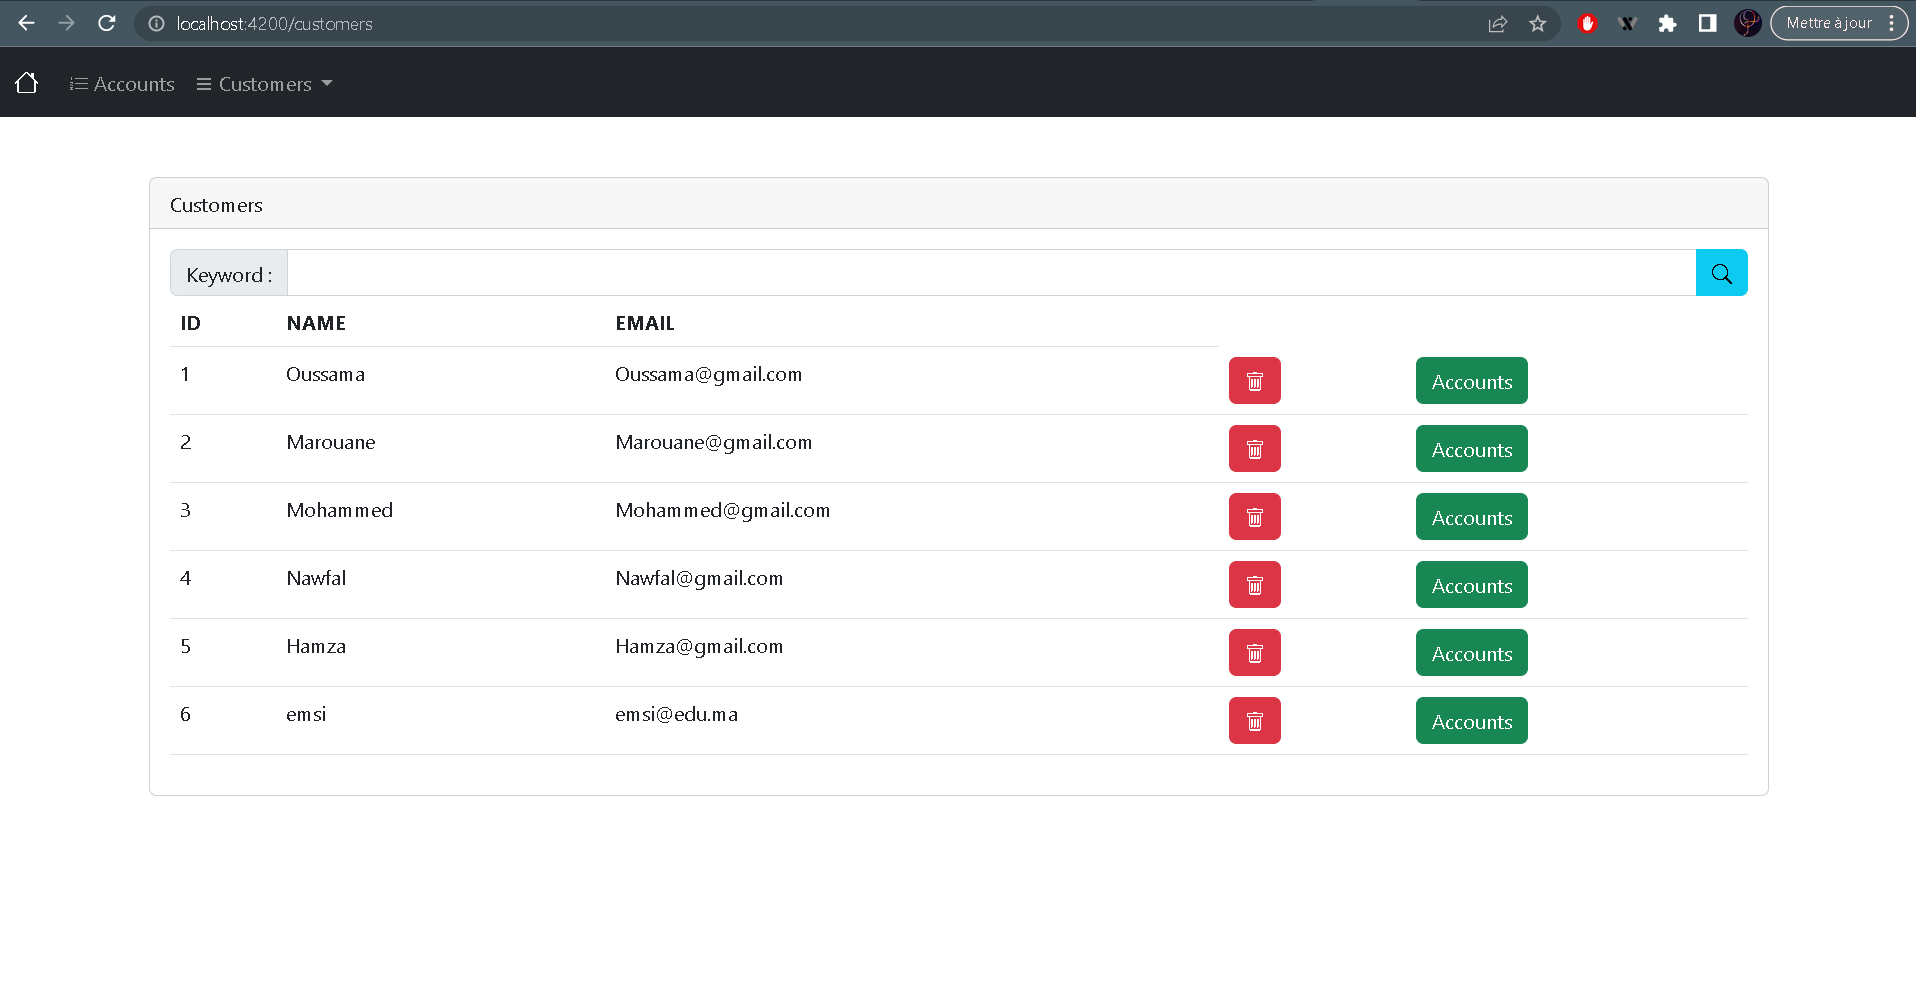 localhost:4200/customers Mettre à jour
Accounts Customers
Customers
Keyword :
ID NAME EMAIL
1 Oussama Oussama@gmail.com Accounts
2 Marouane Marouane@gmail.com Accounts
3 Mohammed Mohammed@gmail.com Accounts
4 Nawfal Nawfal@gmail.com Accounts
5 Hamza Hamza@gmail.com Accounts
6 emsi emsi@edu.ma Accounts